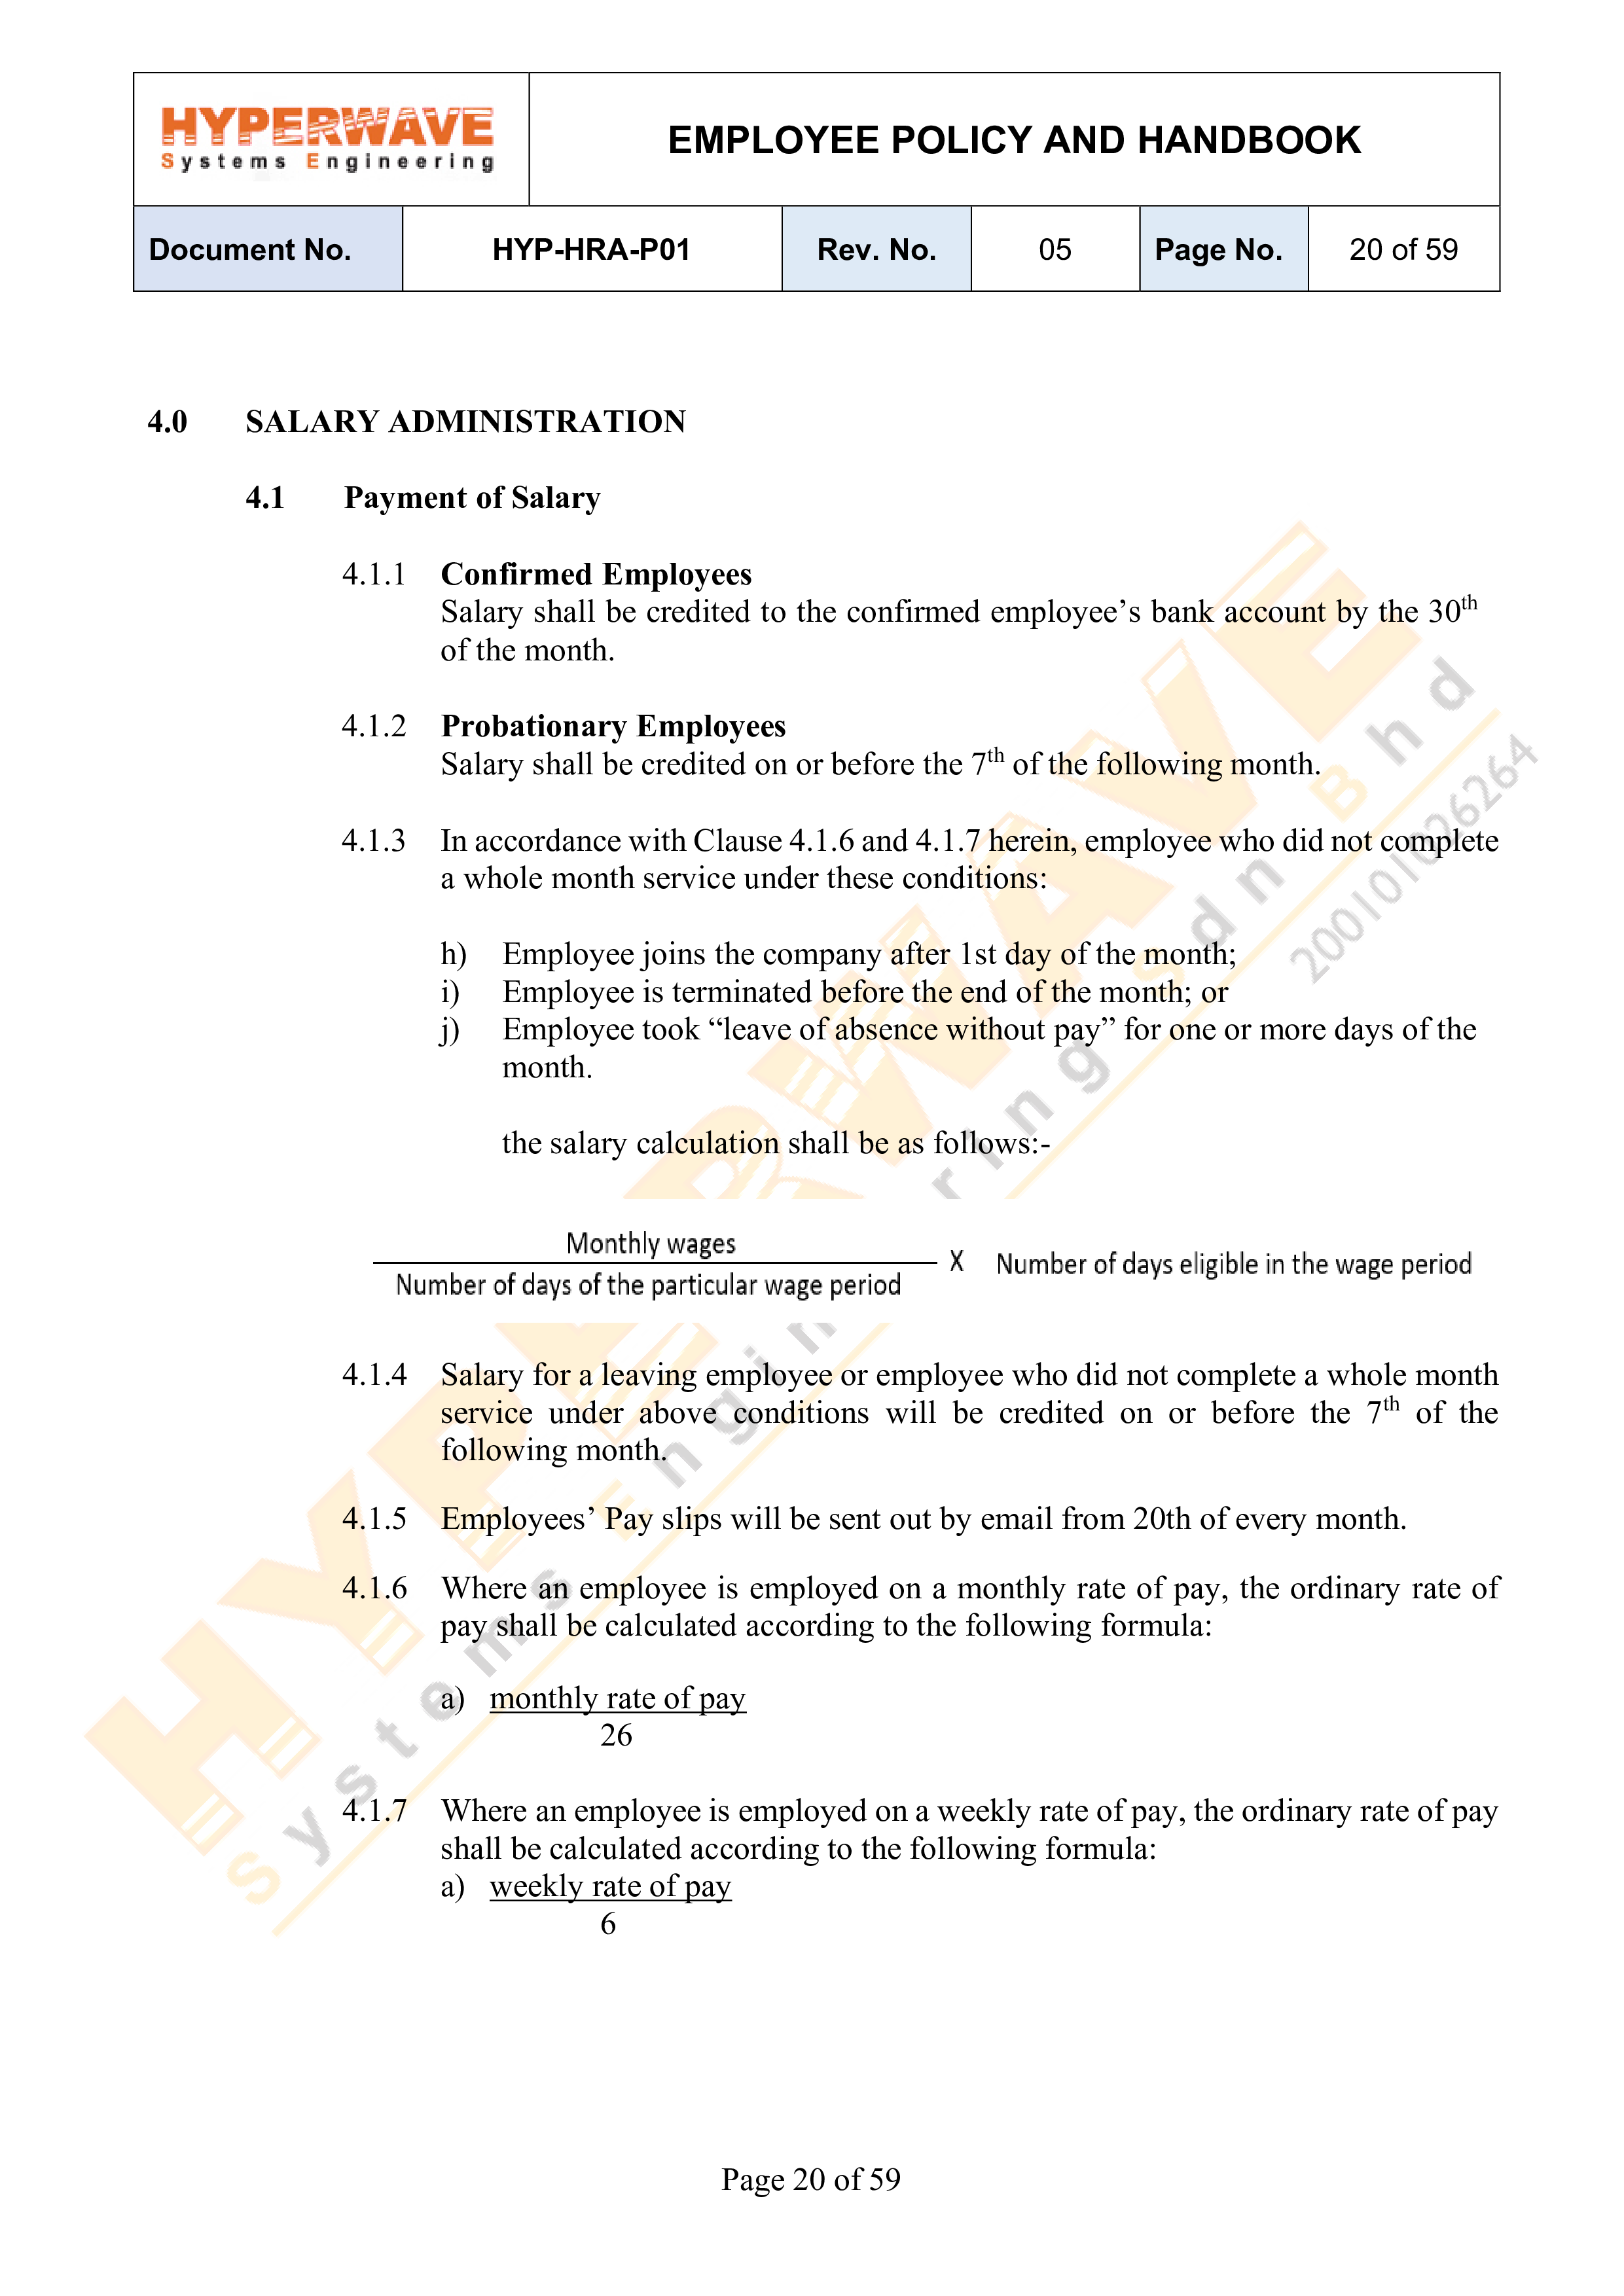 HYPERWAVE
Systems Engineering
EMPLOYEE POLICY AND HANDBOOK
Document No. HYP-HRA-P01 Rev. No. 05 Page No. 20 of 59
4.0 SALARY ADMINISTRATION
4.1 Payment of Salary
4.1.1 Confirmed Employees
Salary shall be credited to the confirmed employee’s bank account by the 30th
of the month.
4.1.2 Probationary Employees
Salary shall be credited on or before the 7th of the following month.
4.1.3 In accordance with Clause 4.1.6 and 4.1.7 herein, employee who did not complete
a whole month service under these conditions:
h) Employee joins the company after 1st day of the month;
i) Employee is terminated before the end of the month; or
j) Employee took “leave of absence without pay” for one or more days of the
month.
the salary calculation shall be as follows:-
Monthly wages
Number of days of the particular wage period X Number of days eligible in the wage period
4.1.4 Salary for a leaving employee or employee who did not complete a whole month
service under above conditions will be credited on or before the 7th of the
following month.
4.1.5 Employees’ Pay slips will be sent out by email from 20th of every month.
4.1.6 Where an employee is employed on a monthly rate of pay, the ordinary rate of
pay shall be calculated according to the following formula:
a) monthly rate of pay
26
4.1.7 Where an employee is employed on a weekly rate of pay, the ordinary rate of pay
shall be calculated according to the following formula:
a) weekly rate of pay
6
HYPERWAVE
Systems Engineering Sdn Bhd
200101026264
Page 20 of 59